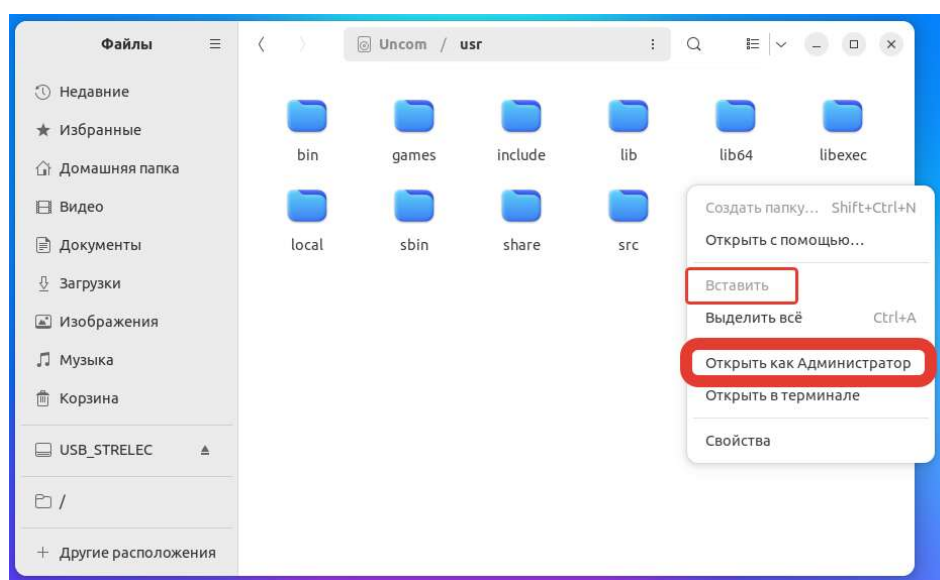 Файлы
Uncom / usr
Недавние
Избранные
Домашняя папка
Видео
Документы
Загрузки
Изображения
Музыка
Корзина
USB_STRELEC
/
+ Другие расположения
bin games include lib lib64 libexec
local sbin share src
Создать папку... Shift+Ctrl+N
Открыть с помощью...
Вставить
Выделить всё Ctrl+A
Открыть как Администратор
Открыть в терминале
Свойства